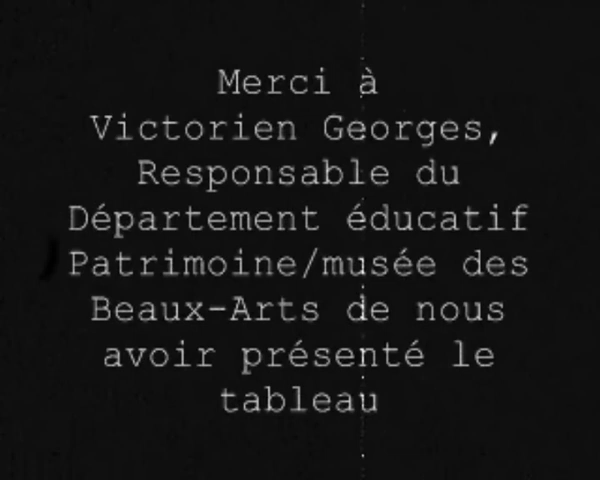 Merci à
Victorien Georges,
Responsable du
Département éducatif
Patrimoine/musée des
Beaux-Arts de nous
avoir présenté le
tableau